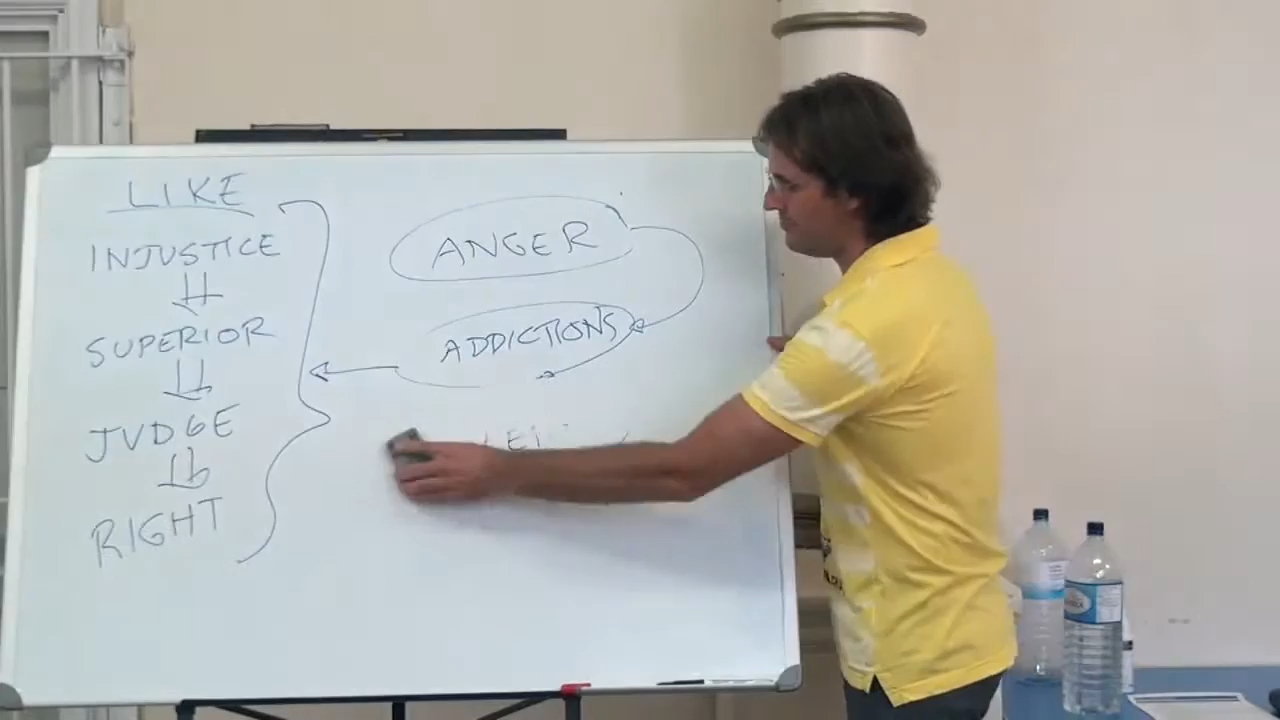 LIKE
INJUSTICE
SUPERIOR
JUDGE
RIGHT
ANGER
ADDICTIONS